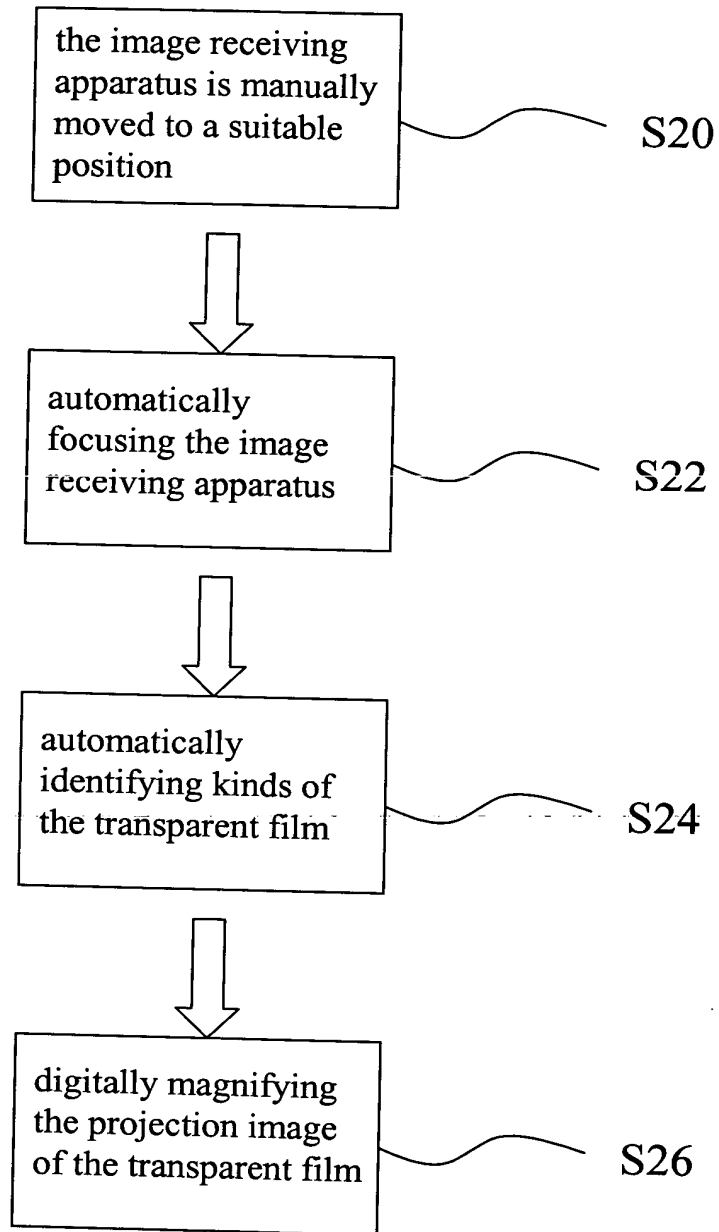 the image receiving
apparatus is manually
moved to a suitable
position
S20
automatically
focusing the image
receiving apparatus
S22
automatically
identifying kinds of
the transparent film
S24
digitally magnifying
the projection image
of the transparent film
S26